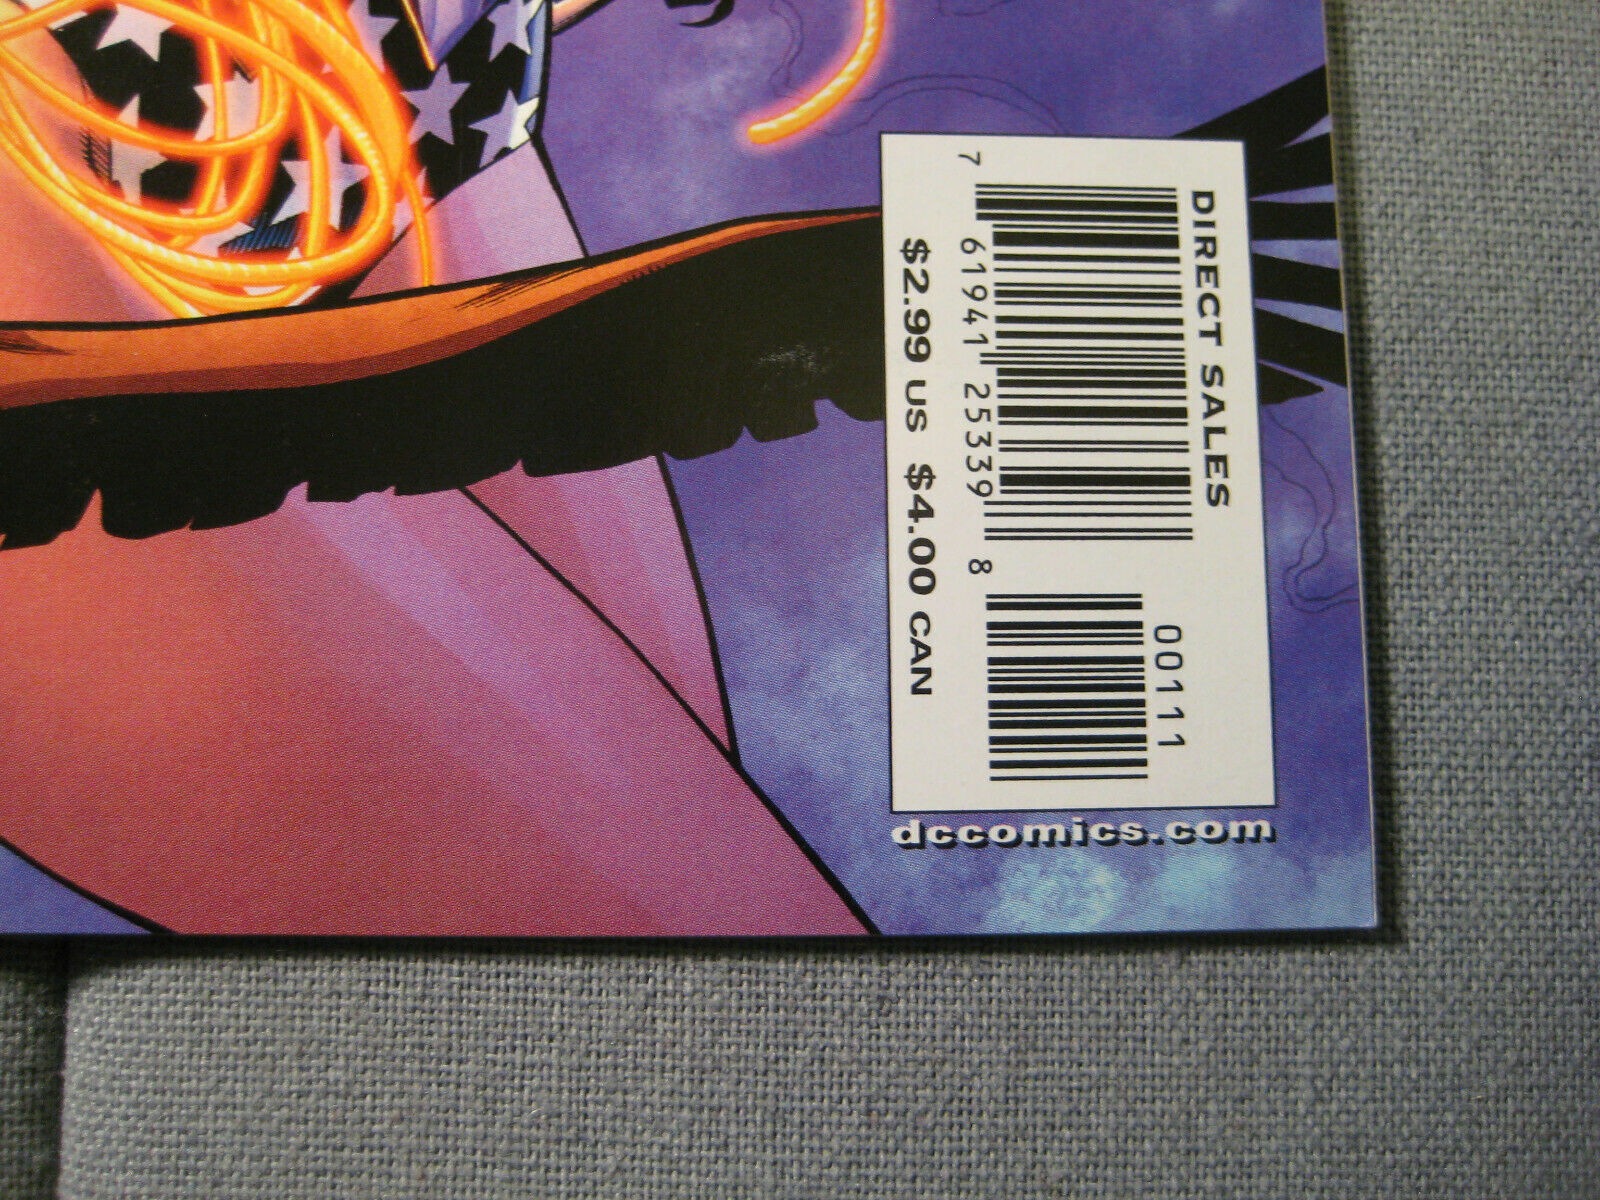 DIRECT SALES
00111
7 61941 25339 8
$2.99 US $4.00 CAN
dccomics.com